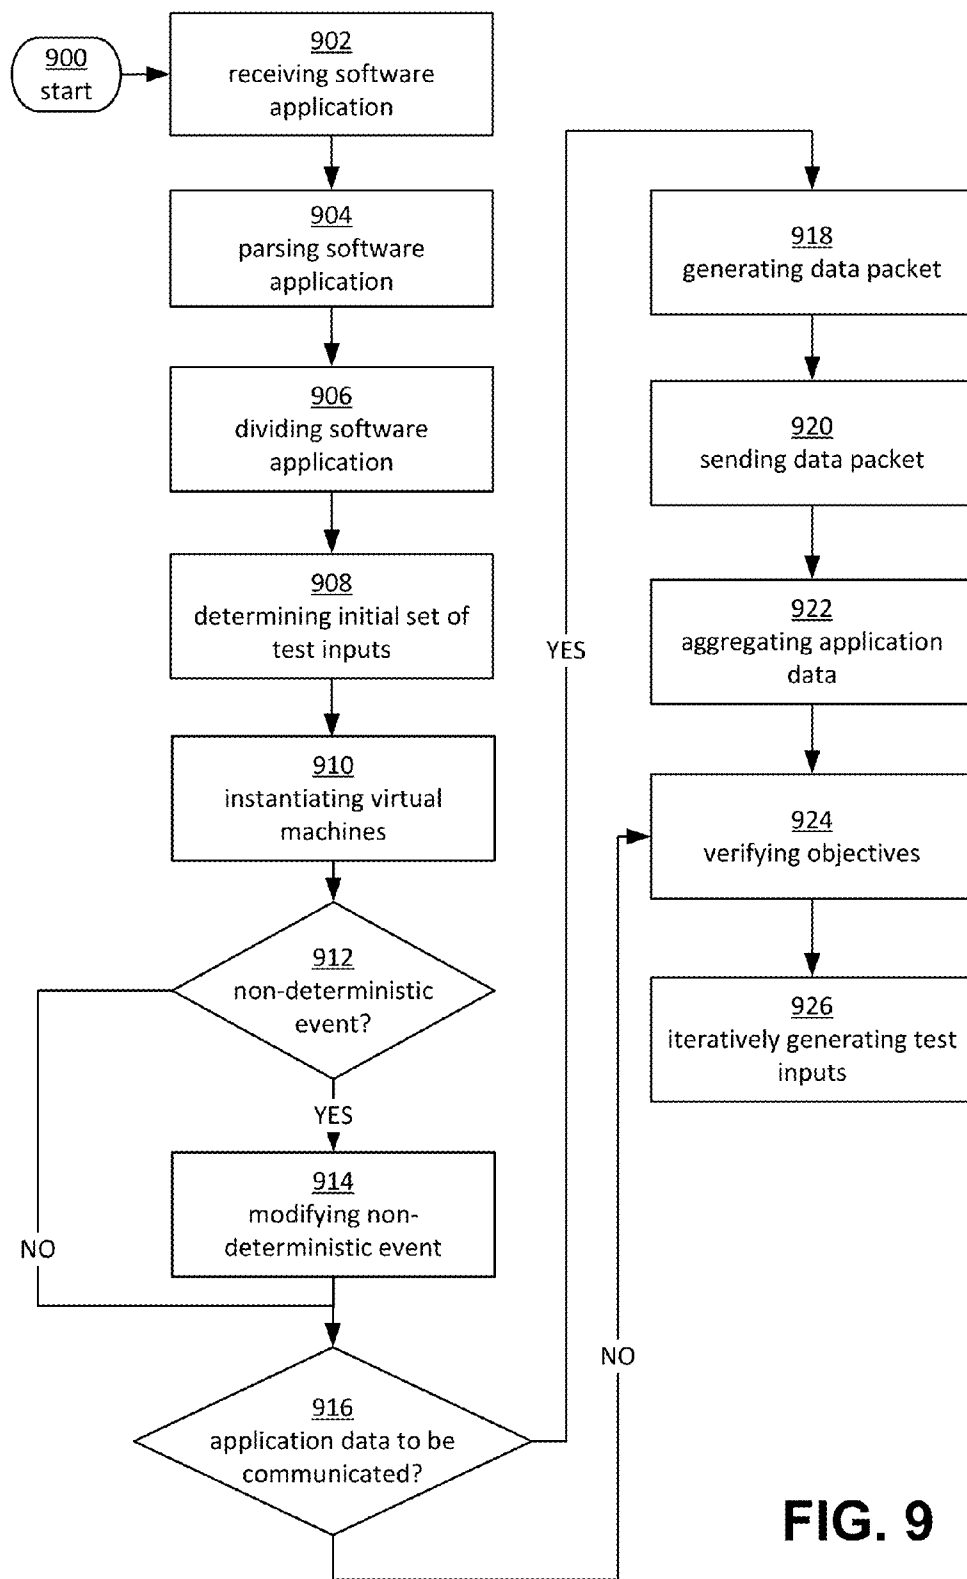 900
start
902
receiving software
application
904
parsing software
application
906
dividing software
application
908
determining initial set of
test inputs
910
instantiating virtual
machines
912
non-deterministic
event?
YES
914
modifying non-
deterministic event
NO
916
application data to be
communicated?
YES
NO
918
generating data packet
920
sending data packet
922
aggregating application
data
924
verifying objectives
926
iteratively generating test
inputs
FIG. 9